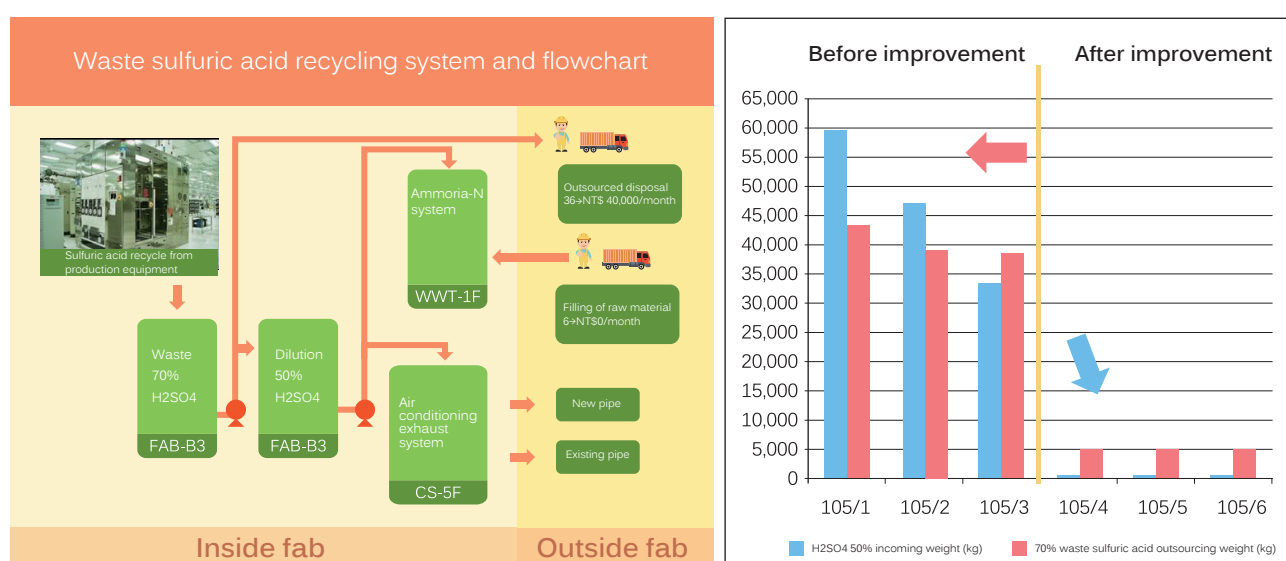 Waste sulfuric acid recycling system and flowchart
Sulfuric acid recycle from
production equipment
Waste
70%
H2SO4
FAB-B3
Dilution
50%
H2SO4
FAB-B3
Ammoria-N
system
WWT-1F
Air
conditioning
exhaust
system
CS-5F
Outsourced disposal
36→NT$ 40,000/month
Filling of raw material
6→NT$0/month
New pipe
Existing pipe
Inside fab
Outside fab
Before improvement
After improvement
65,000
60,000
55,000
50,000
45,000
40,000
35,000
30,000
25,000
20,000
15,000
10,000
5,000
0
105/1
105/2
105/3
105/4
105/5
105/6
H2SO4 50% incoming weight (kg)
70% waste sulfuric acid outsourcing weight (kg)